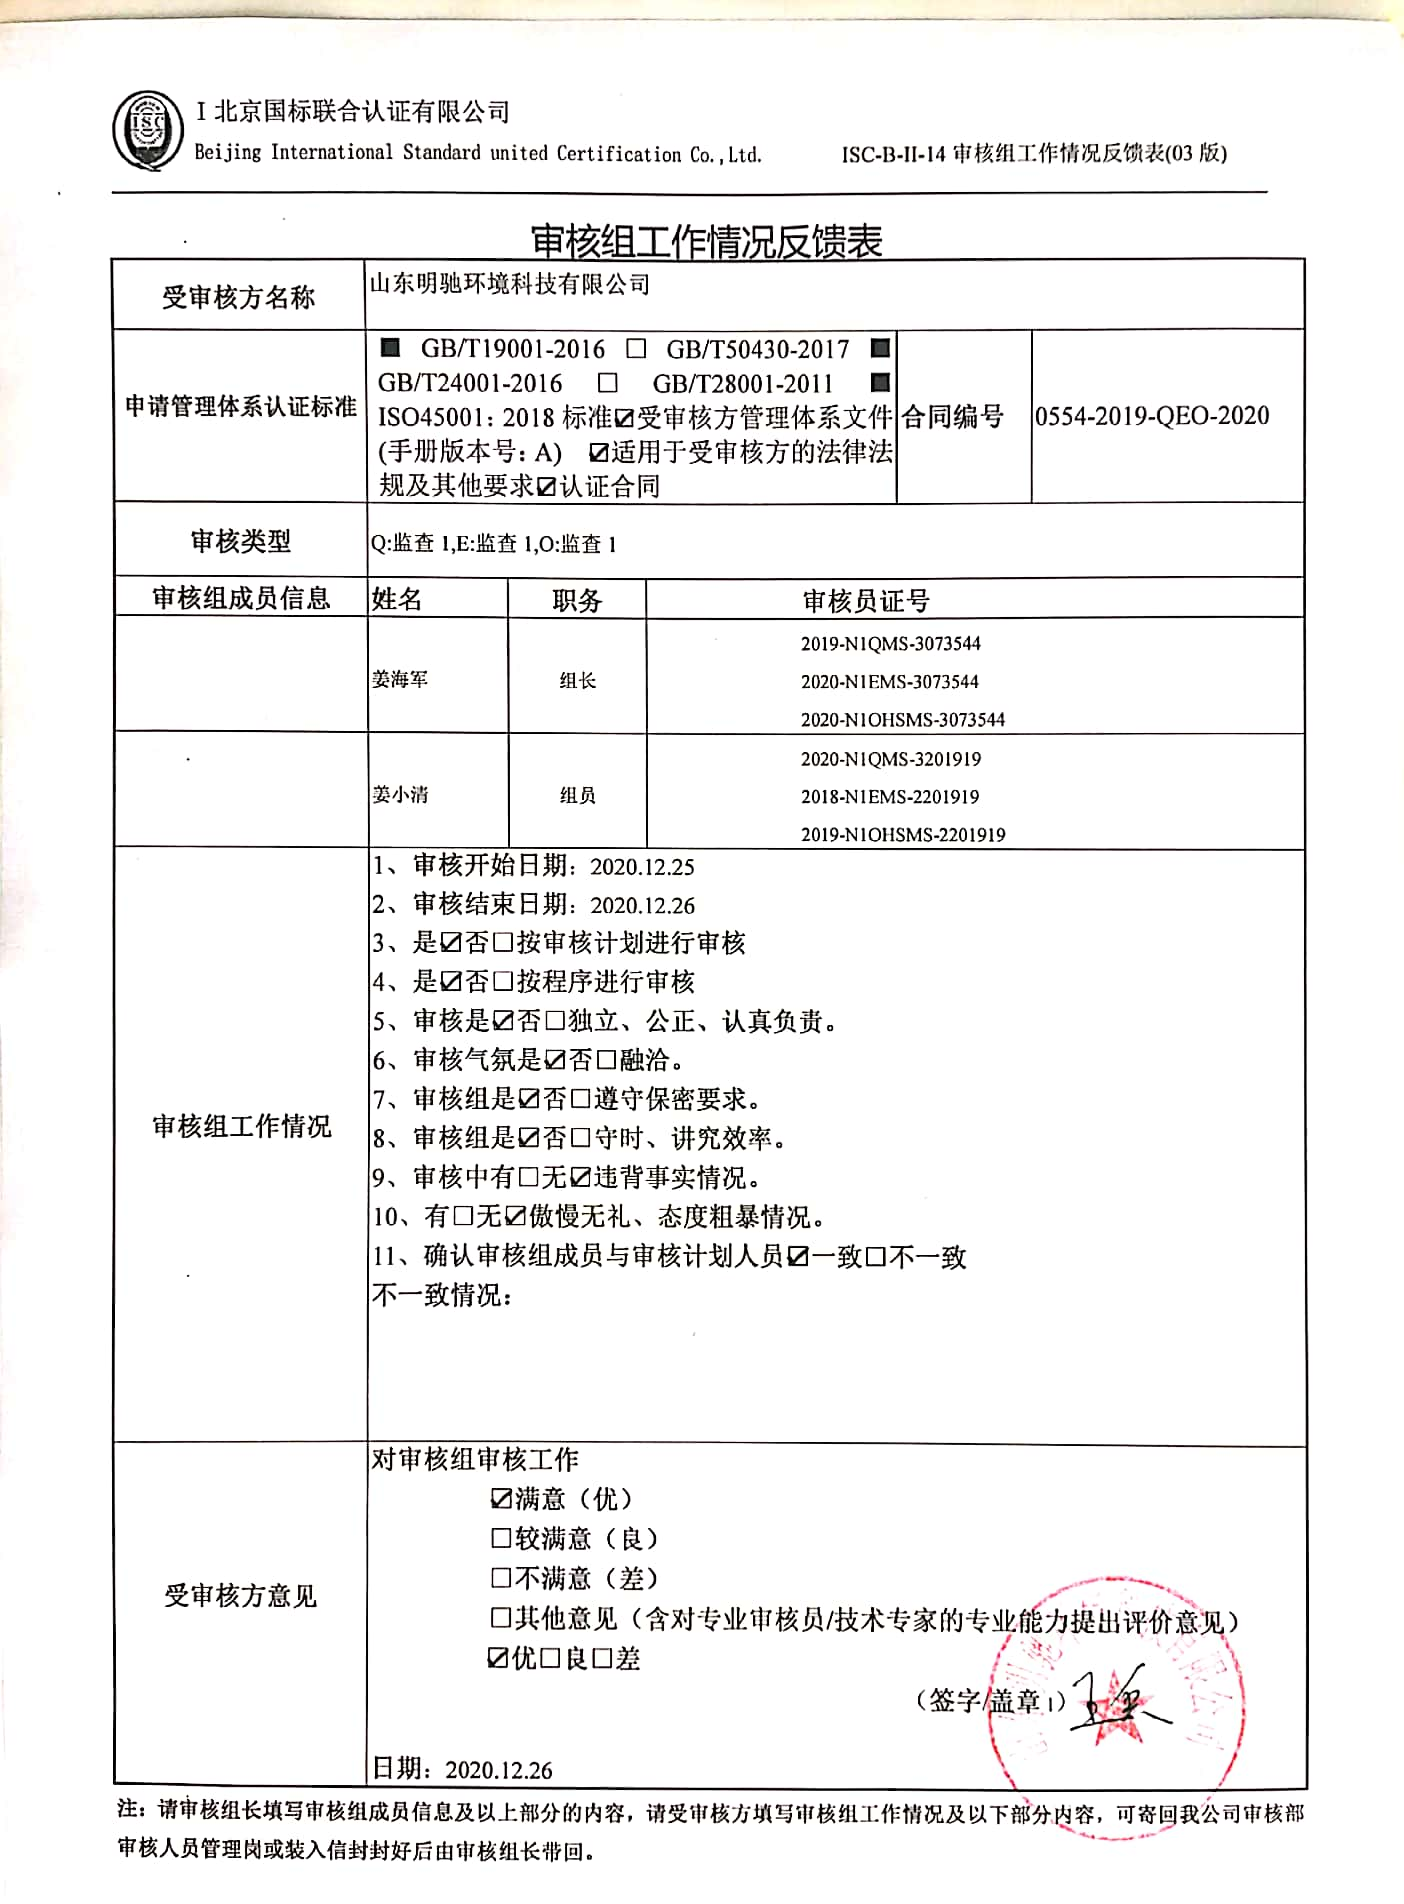 ISC
I 北京国标联合认证有限公司
Beijing International Standard united Certification Co.,Ltd.
ISC-B-II-14 审核组工作情况反馈表(03 版)
审核组工作情况反馈表
受审核方名称
山东明驰环境科技有限公司
申请管理体系认证标准
■ GB/T19001-2016 □ GB/T50430-2017 ■
GB/T24001-2016 □ GB/T28001-2011 ■
ISO45001: 2018 标准☑受审核方管理体系文件
(手册版本号: A) ☑适用于受审核方的法律法
规及其他要求☑认证合同
合同编号
0554-2019-QEO-2020
审核类型
Q:监查 1,E:监查 1,O:监查 1
审核组成员信息
姓名
职务
审核员证号
姜海军
组长
2019-N1QMS-3073544
2020-N1EMS-3073544
2020-N1OHSMS-3073544
姜小清
组员
2020-N1QMS-3201919
2018-N1EMS-2201919
2019-N1OHSMS-2201919
审核组工作情况
1、审核开始日期: 2020.12.25
2、审核结束日期: 2020.12.26
3、是☑否□按审核计划进行审核
4、是☑否□按程序进行审核
5、审核是☑否□独立、公正、认真负责。
6、审核气氛是☑否□融洽。
7、审核组是☑否□遵守保密要求。
8、审核组是☑否□守时、讲究效率。
9、审核中有□无☑违背事实情况。
10、有□无☑傲慢无礼、态度粗暴情况。
11、确认审核组成员与审核计划人员☑一致□不一致
不一致情况:
受审核方意见
对审核组审核工作
☑满意（优）
□较满意（良）
□不满意（差）
□其他意见（含对专业审核员/技术专家的专业能力提出评价意见）
☑优□良□差
（签字/盖章）
日期: 2020.12.26
注: 请审核组长填写审核组成员信息及以上部分的内容，请受审核方填写审核组工作情况及以下部分内容，可寄回我公司审核部
审核人员管理岗或装入信封封好后由审核组长带回。